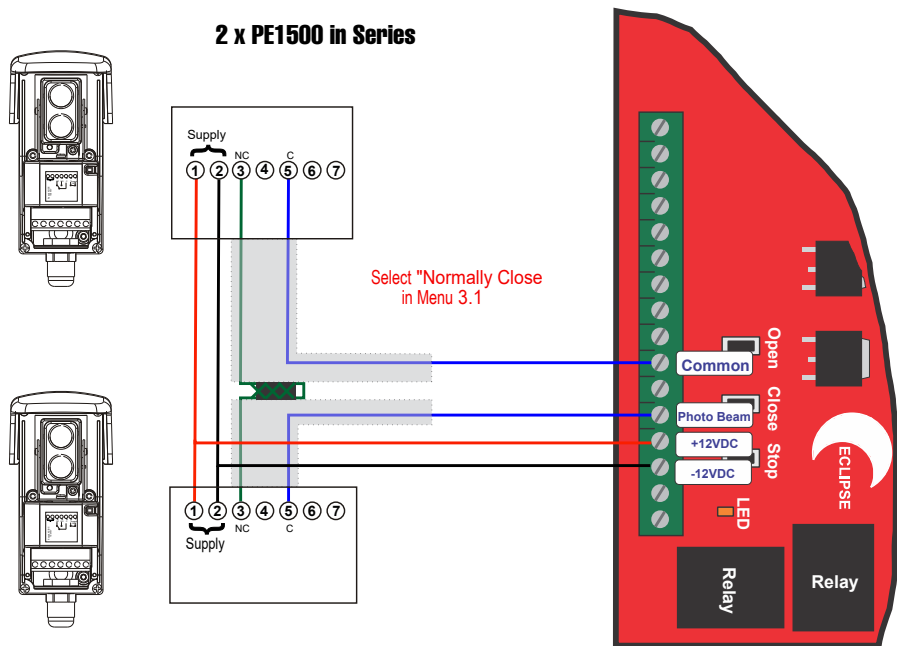 2 x PE1500 in Series
Supply
NC
C
1 2 3 4 5 6 7
Select "Normally Close
in Menu 3.1
Open
Common
Close
Photo Beam
+12VDC
Stop
-12VDC
ECLIPSE
LED
1 2 3 4 5 6 7
NC
C
Supply
Relay
Relay